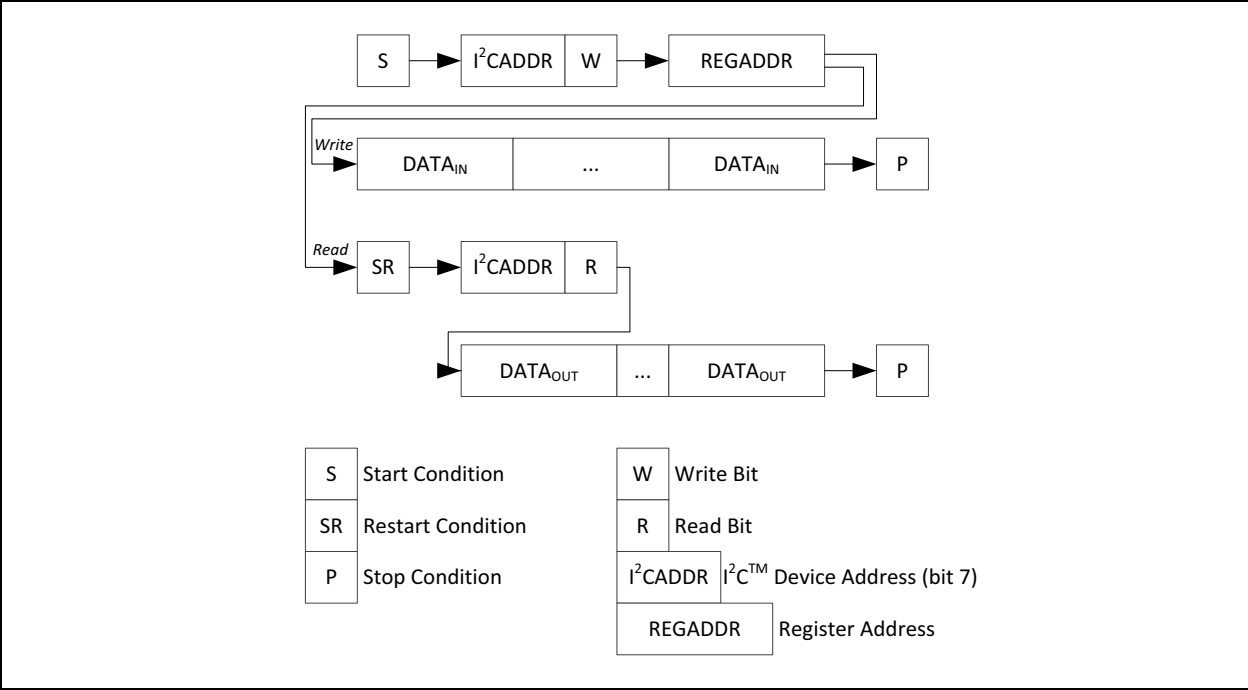 S I²CADDR W REGADDR
Write
DATAIN ... DATAIN P
Read
SR I²CADDR R
DATAOUT ... DATAOUT P
S Start Condition W Write Bit
SR Restart Condition R Read Bit
P Stop Condition I²CADDR I²C™ Device Address (bit 7)
REGADDR Register Address